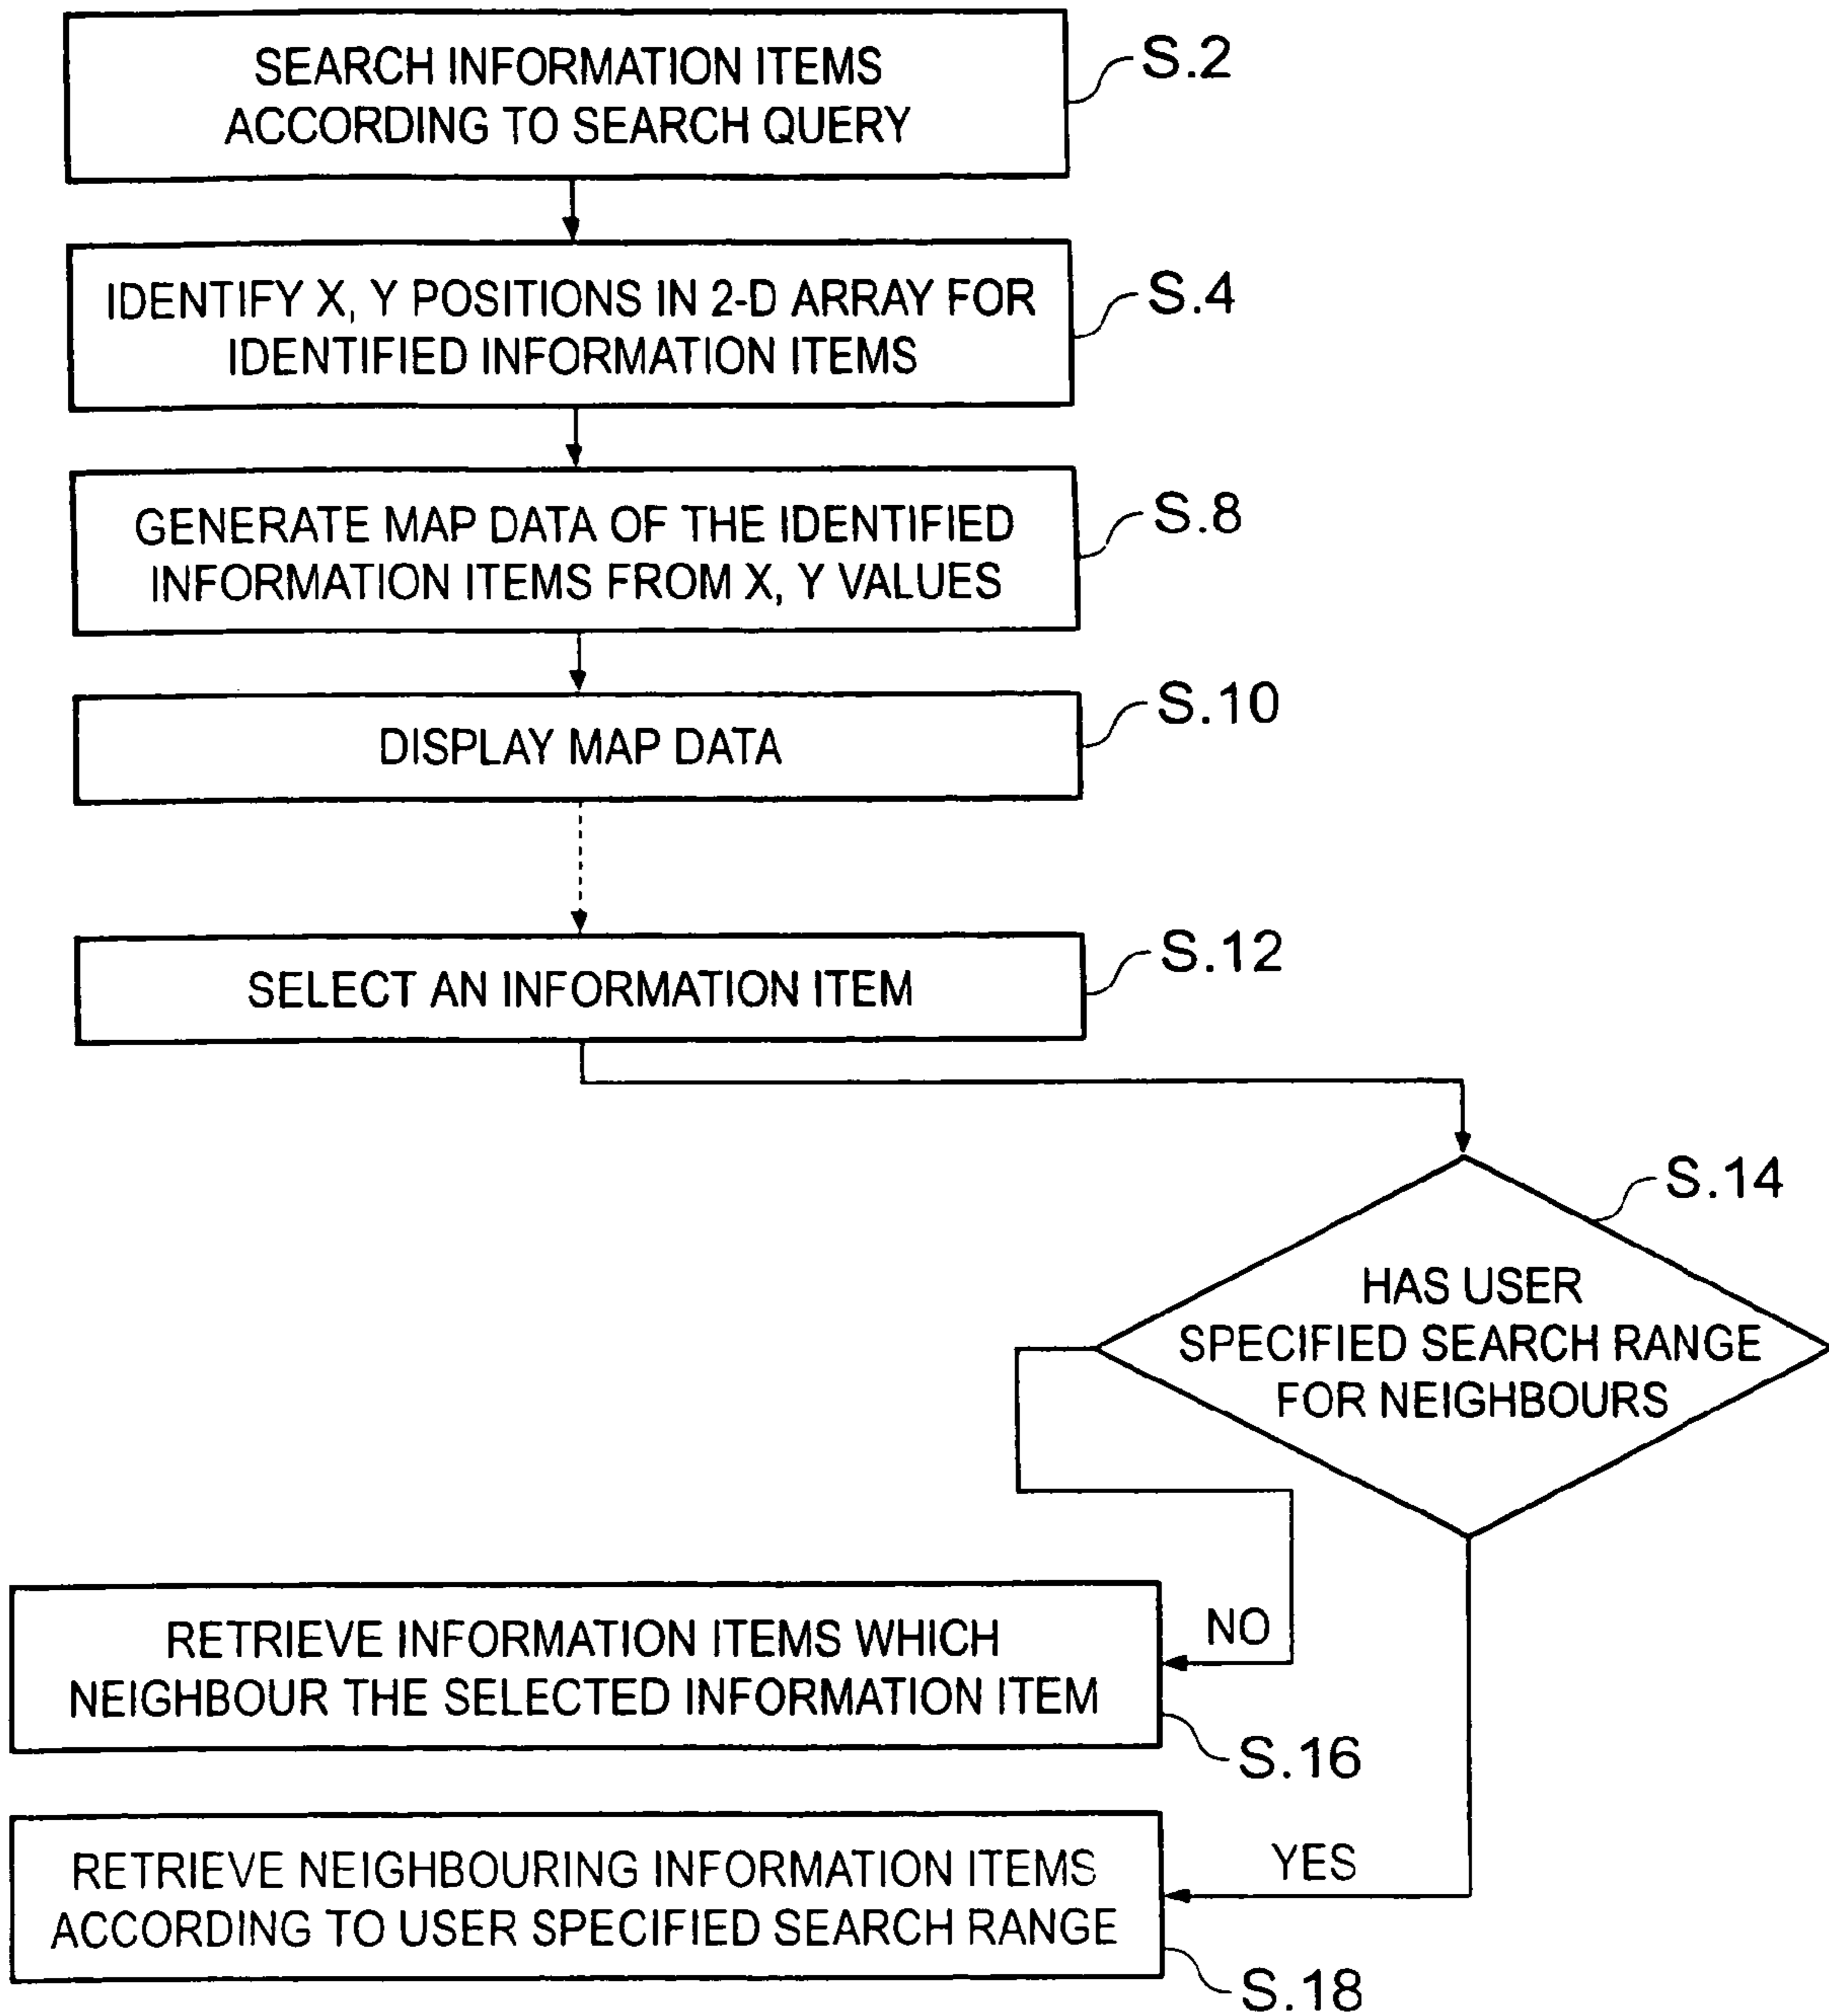 SEARCH INFORMATION ITEMS
ACCORDING TO SEARCH QUERY
S.2
IDENTIFY X, Y POSITIONS IN 2-D ARRAY FOR
IDENTIFIED INFORMATION ITEMS
S.4
GENERATE MAP DATA OF THE IDENTIFIED
INFORMATION ITEMS FROM X, Y VALUES
S.8
DISPLAY MAP DATA
S.10
SELECT AN INFORMATION ITEM
S.12
HAS USER
SPECIFIED SEARCH RANGE
FOR NEIGHBOURS
S.14
NO
RETRIEVE INFORMATION ITEMS WHICH
NEIGHBOUR THE SELECTED INFORMATION ITEM
S.16
YES
RETRIEVE NEIGHBOURING INFORMATION ITEMS
ACCORDING TO USER SPECIFIED SEARCH RANGE
S.18